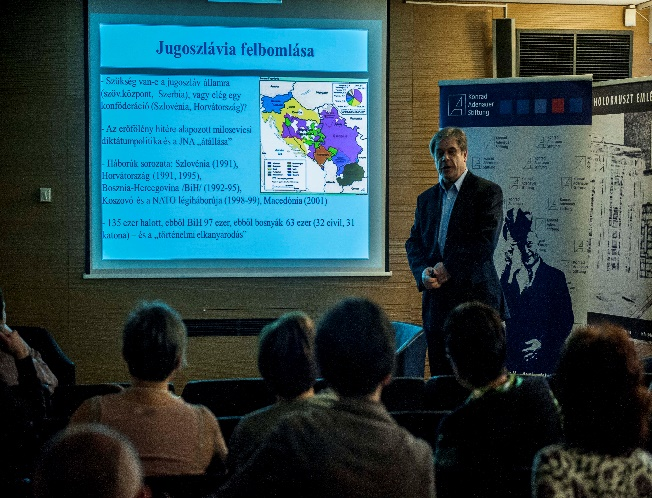 Jugoszlávia felbomlása
- Szükség van-e a jugoszláv államra
(szöv.központ, Szerbia), vagy elég egy
konföderáció (Szlovénia, Horvátország)?
- Az erőfölény hitére alapozott milosevicsi
diktátumpolitika és a JNA „átállása”
- Háborúk sorozata: Szlovénia (1991),
Horvátország (1991, 1995),
Bosznia-Hercegovina /BiH/ (1992-95),
Koszovó és a NATO légiháborúja (1998-99), Macedónia (2001)
- 135 ezer halott, ebből BiH 97 ezer, ebből bosnyák 63 ezer (32 civil, 31
katona) – és a „történelmi elkanyarodás”
Konrad
Adenauer
Stiftung
HOLOKAUSZT EMLÉ